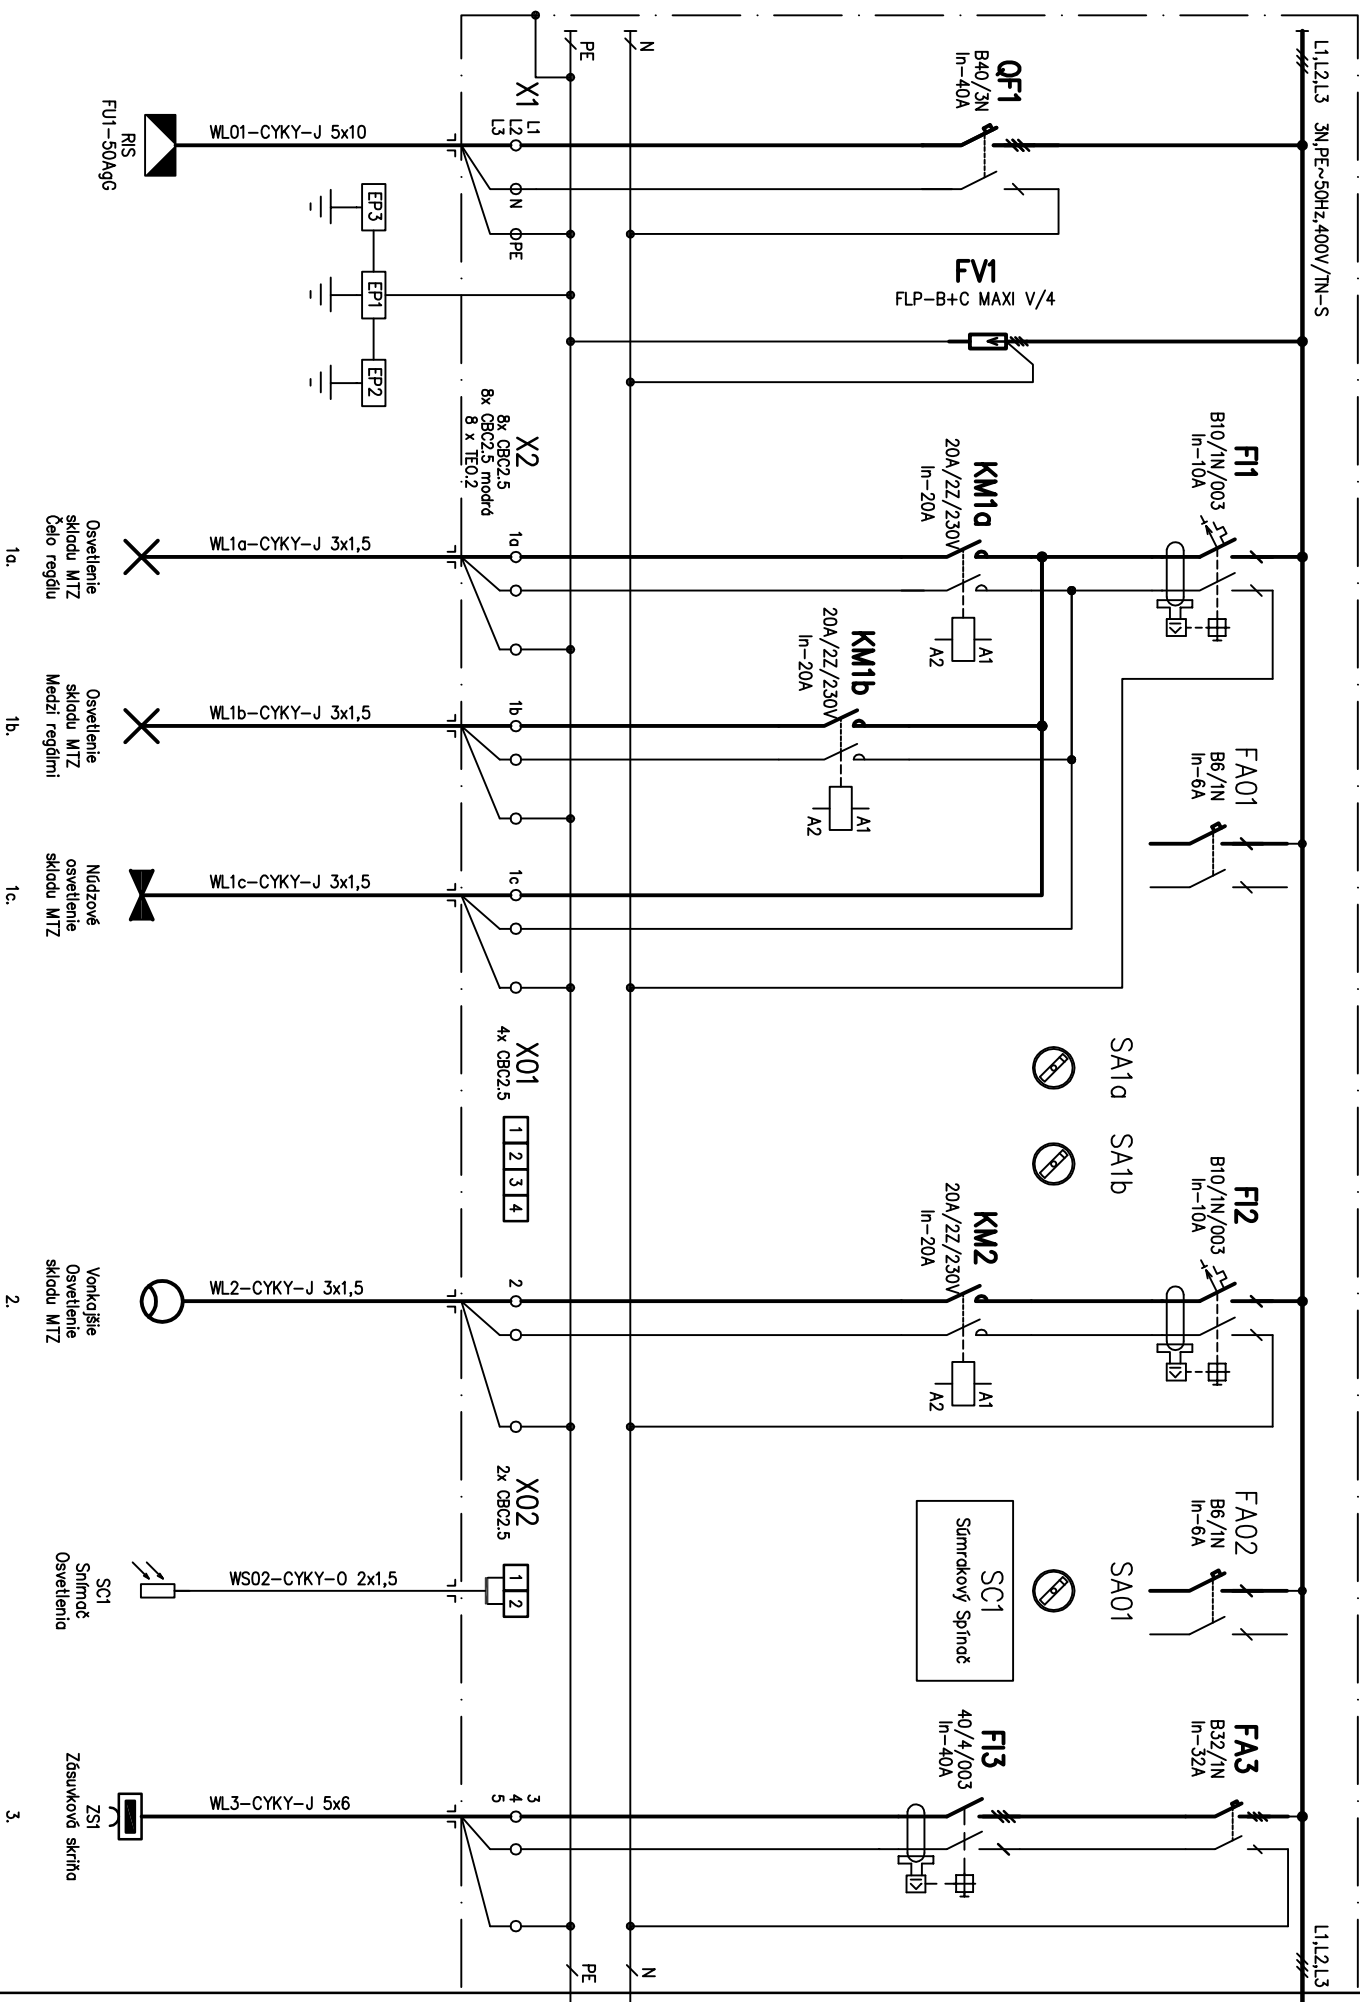 L1,L2,L3   3N,PE~50Hz,400V/TN-S
L1,L2,L3
N
PE
N
PE
QF1
B40/3N
In-40A
X1
L1
L2
L3
N
PE
WL01-CYKY-J 5x10
RIS
FU1-50AgG
EP3
EP1
EP2
FV1
FLP-B+C MAXI V/4
X2
8x CBC2.5
8x CBC2.5 modrá
8 x TEO.2
FI1
B10/1N/003
In-10A
KM1a
20A/2Z/230V
In-20A
A1
A2
1a
WL1a-CYKY-J 3x1,5
Osvetlenie
skladu MTZ
Čelo regálu
1a.
KM1b
20A/2Z/230V
In-20A
A1
A2
1b
WL1b-CYKY-J 3x1,5
Osvetlenie
skladu MTZ
Medzi regálmi
1b.
FA01
B6/1N
In-6A
1c
WL1c-CYKY-J 3x1,5
Núdzové
osvetlenie
skladu MTZ
1c.
X01
4x CBC2.5
1 2 3 4
SA1a
SA1b
FI2
B10/1N/003
In-10A
KM2
20A/2Z/230V
In-20A
A1
A2
2
WL2-CYKY-J 3x1,5
Vonkajšie
Osvetlenie
skladu MTZ
2.
X02
2x CBC2.5
1 2
FA02
B6/1N
In-6A
SA01
SC1
Súmrakový Spínač
WS02-CYKY-O 2x1,5
SC1
Snímač
Osvetlenia
FA3
B32/1N
In-32A
FI3
40/4/003
In-40A
3
4
5
WL3-CYKY-J 5x6
ZS1
Zásuvková skriňa
3.